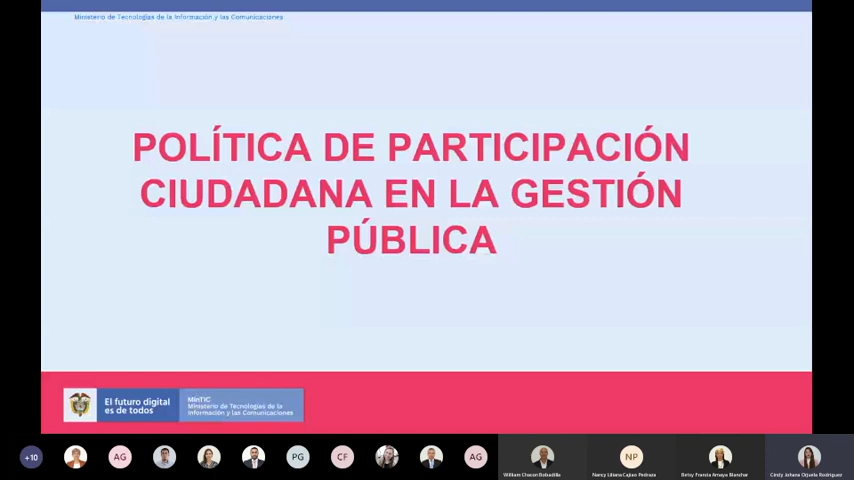 Ministerio de Tecnologías de la Información y las Comunicaciones
POLÍTICA DE PARTICIPACIÓN
CIUDADANA EN LA GESTIÓN
PÚBLICA
El futuro digital
es de todos
MinTIC
Ministerio de Tecnologías de la
Información y las Comunicaciones
+10
AG
PG
CF
AG
NP
William Chacon Bobadilla
Nancy Liliana Cajiao Pedraza
Betsy Francia Amaya Blanchar
Cindy Johana Orjuela Rodriguez